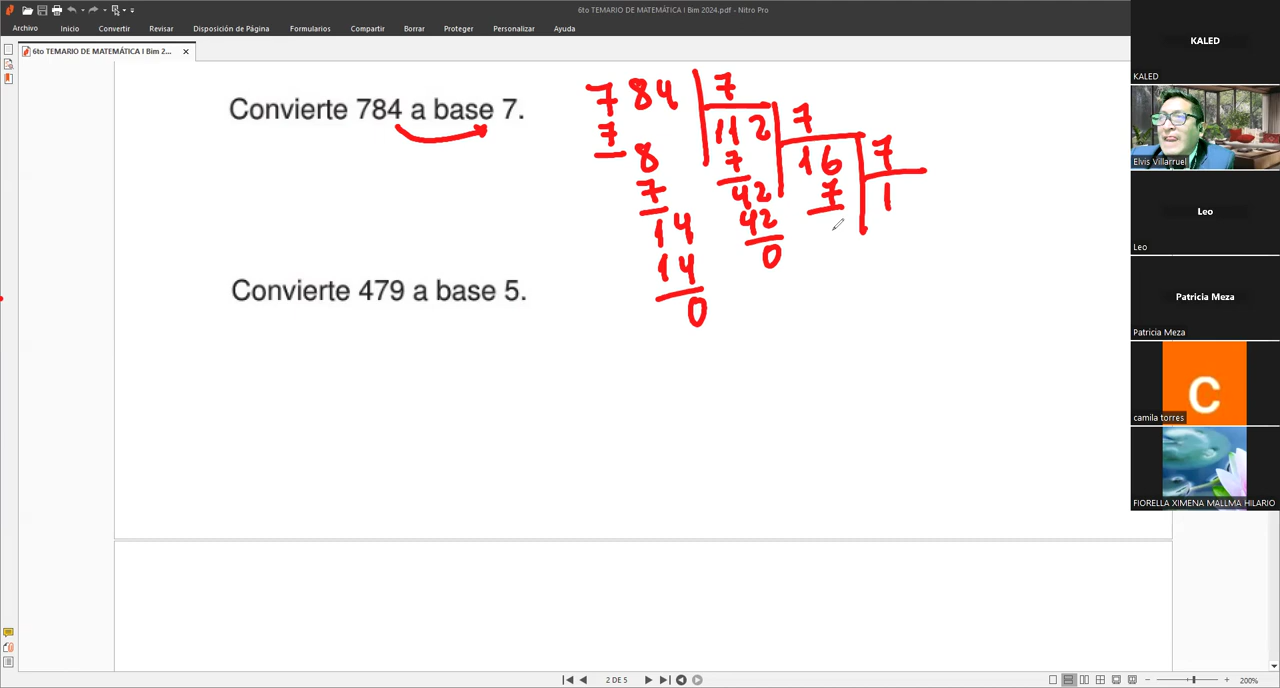 6to TEMARIO DE MATEMÁTICA I Bim 2024.pdf - Nitro Pro
Archivo Inicio Convertir Revisar Disposición de Página Formularios Compartir Borrar Proteger Personalizar Ayuda
6to TEMARIO DE MATEMÁTICA I Bim 2...
Convierte 784 a base 7.
784 7
7 112 7
8 7 16 7
7 42 7 1
14 42
14 0
0
Convierte 479 a base 5.
KALED
KALED
Elvis Villarruel
Leo
Leo
Patricia Meza
Patricia Meza
C
camila torres
FIORELLA XIMENA MALLMA HILARIO
2 DE 5
200%